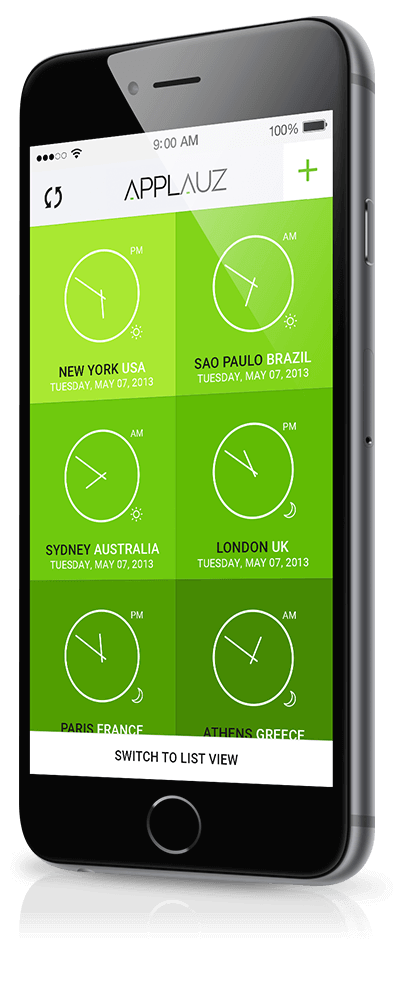 9:00 AM 100%
APPLAUZ
PM
AM
NEW YORK USA
TUESDAY, MAY 07, 2013
SAO PAULO BRAZIL
TUESDAY, MAY 07, 2013
AM
PM
SYDNEY AUSTRALIA
TUESDAY, MAY 07, 2013
LONDON UK
TUESDAY, MAY 07, 2013
PM
AM
PARIS FRANCE
ATHENS GREECE
SWITCH TO LIST VIEW